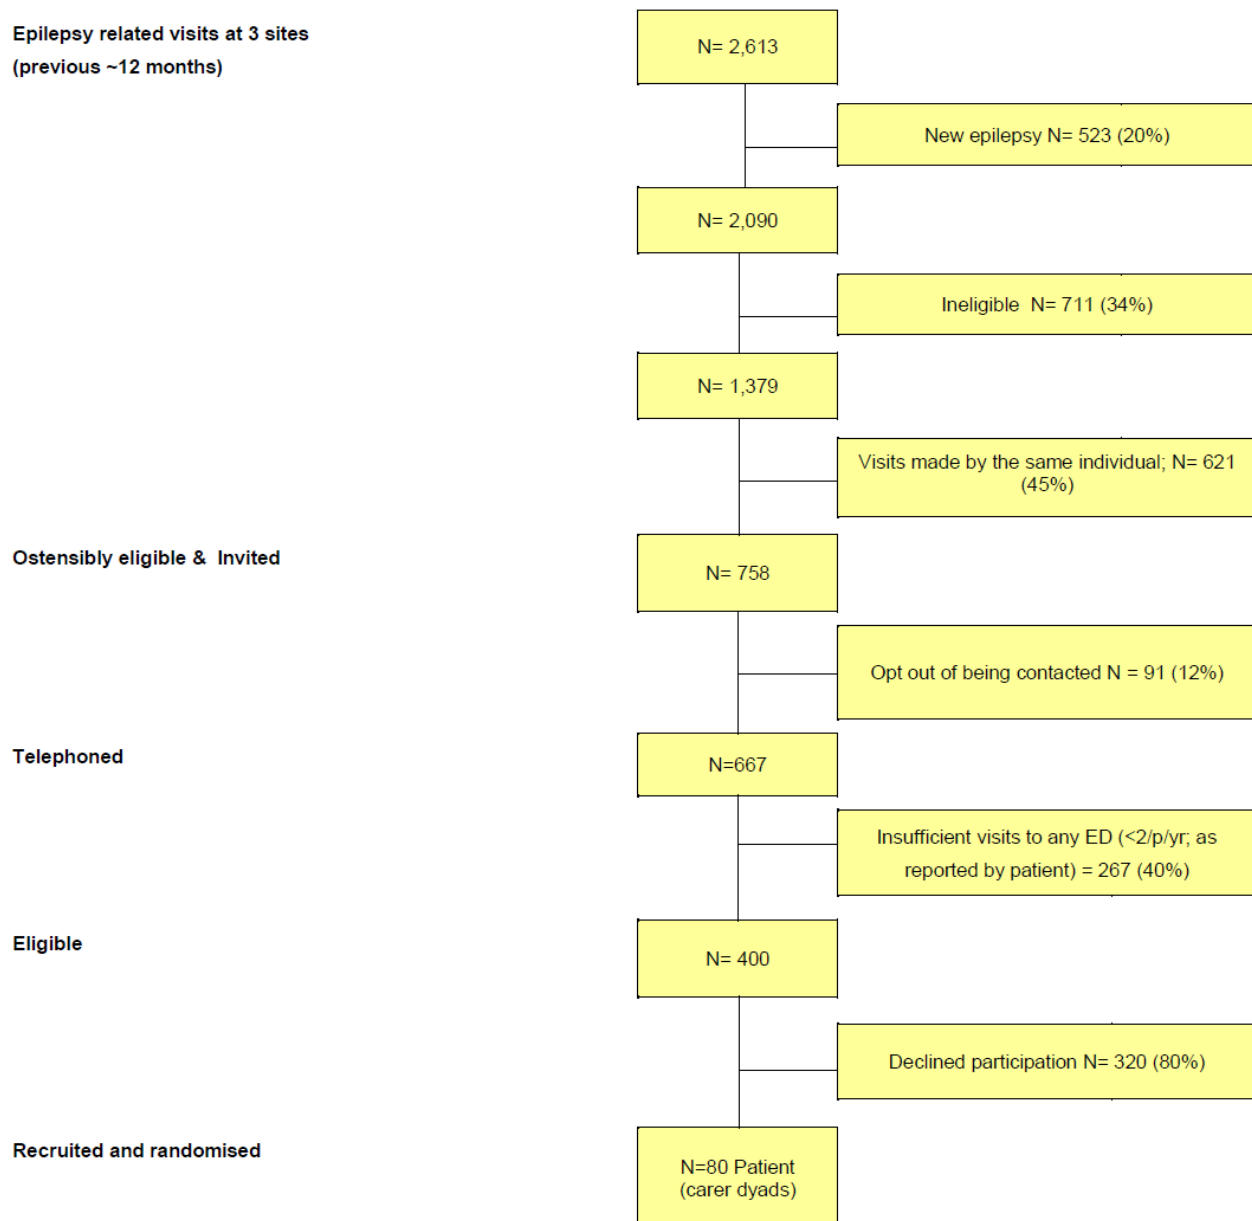 Epilepsy related visits at 3 sites
(previous ~12 months)
N= 2,613
New epilepsy N= 523 (20%)
N= 2,090
Ineligible  N= 711 (34%)
N= 1,379
Visits made by the same individual; N= 621
(45%)
Ostensibly eligible &  Invited
N= 758
Opt out of being contacted N = 91 (12%)
Telephoned
N=667
Insufficient visits to any ED (<2/p/yr; as
reported by patient) = 267 (40%)
Eligible
N= 400
Declined participation N= 320 (80%)
Recruited and randomised
N=80 Patient
(carer dyads)